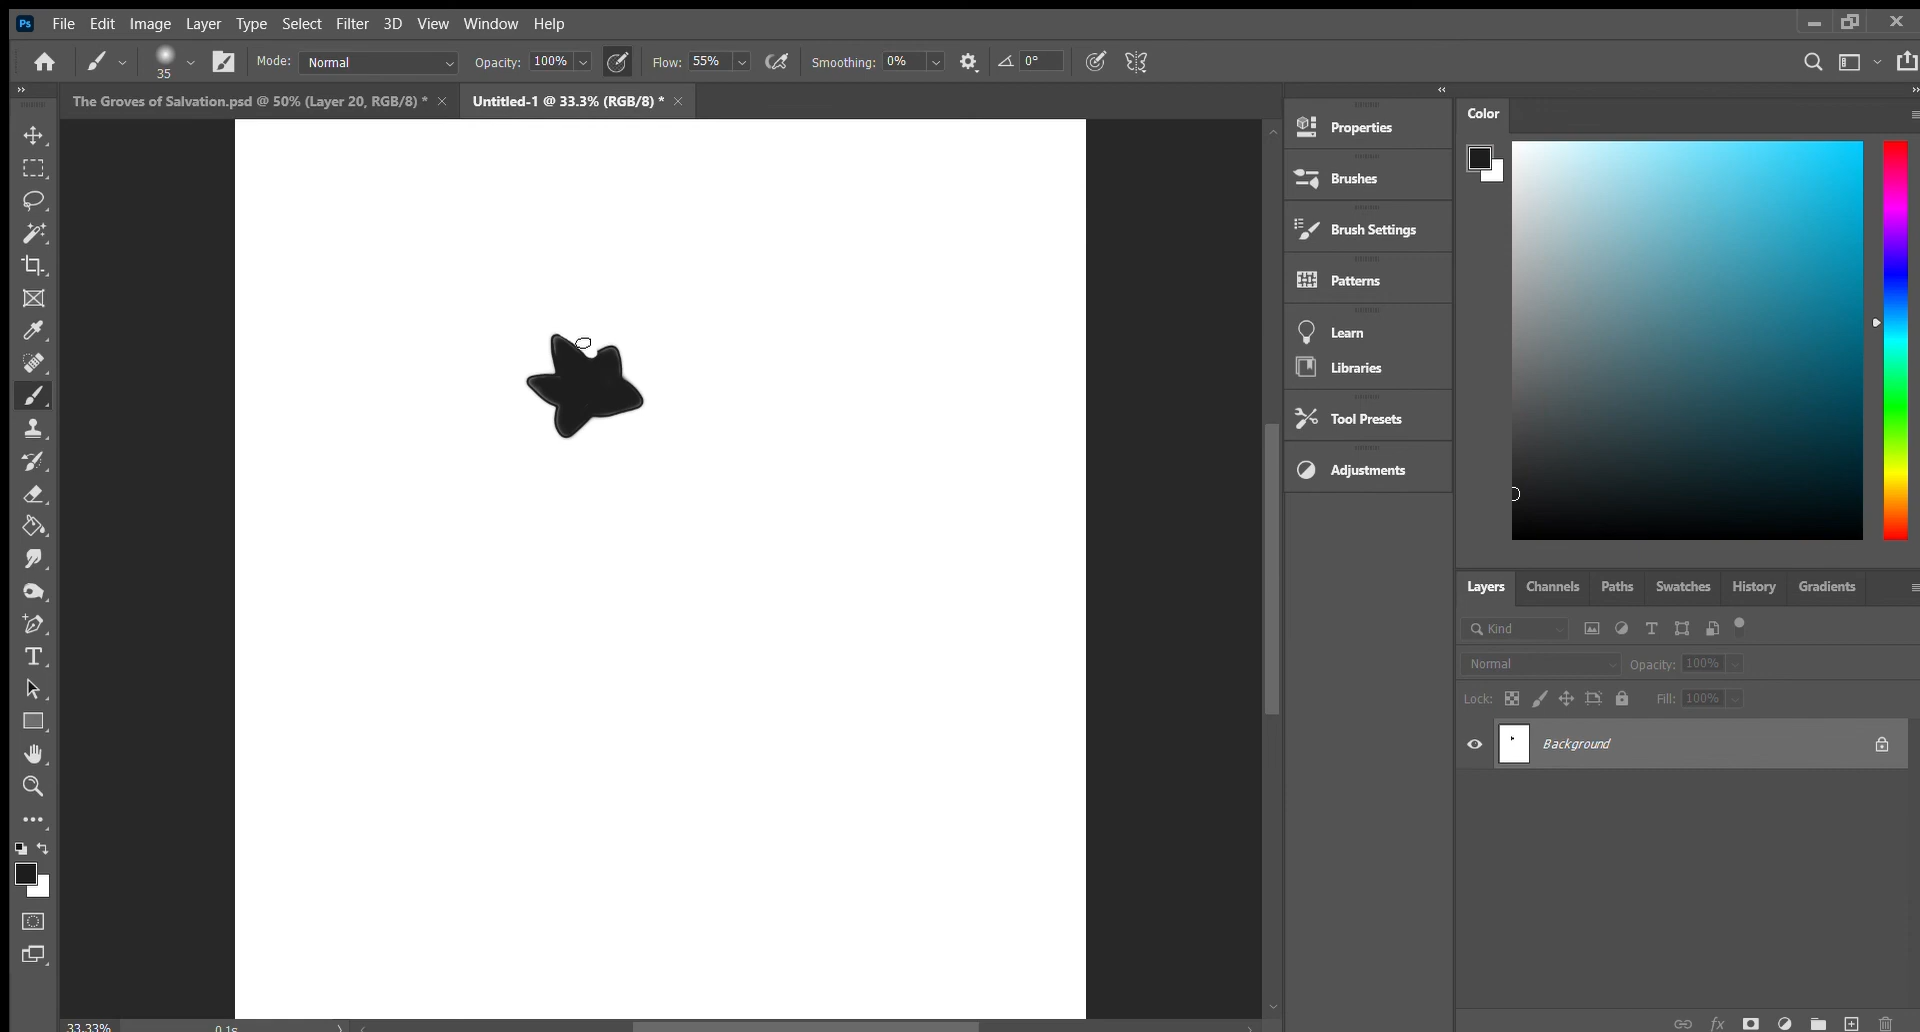 Ps File Edit Image Layer Type Select Filter 3D View Window Help
35 Mode: Normal Opacity: 100% Flow: 55% Smoothing: 0% 0°
The Groves of Salvation.psd @ 50% (Layer 20, RGB/8) * Untitled-1 @ 33.3% (RGB/8) *
Properties
Brushes
Brush Settings
Patterns
Learn
Libraries
Tool Presets
Adjustments
Color
Layers Channels Paths Swatches History Gradients
Kind
Normal Opacity: 100%
Lock: Fill: 100%
Background
fx
33.33% 0.1s